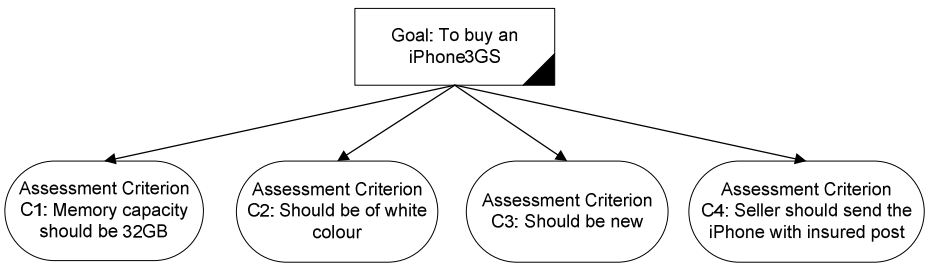 Goal: To buy an
iPhone3GS
Assessment Criterion
C1: Memory capacity
should be 32GB
Assessment Criterion
C2: Should be of white
colour
Assessment Criterion
C3: Should be new
Assessment Criterion
C4: Seller should send the
iPhone with insured post